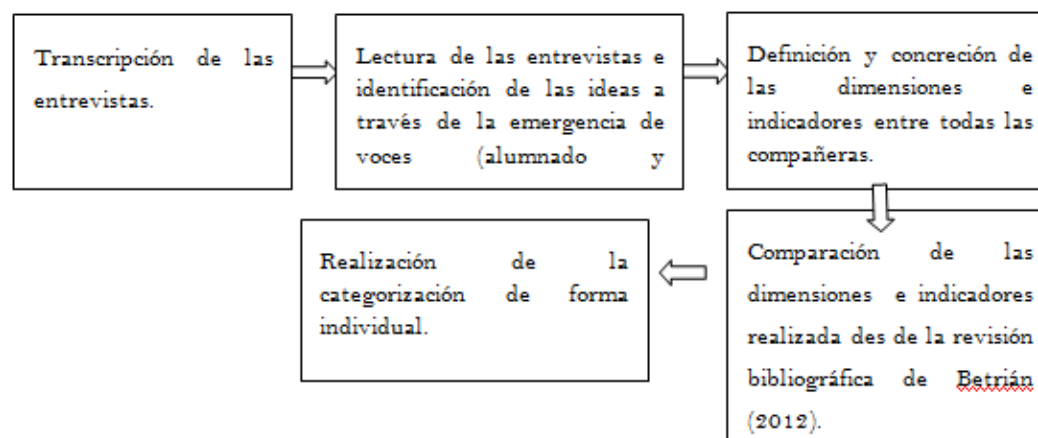 Transcripción de las
entrevistas.
Lectura de las entrevistas e
identificación de las ideas a
través de la emergencia de
voces (alumnado y
Definición y concreción de
las dimensiones e
indicadores entre todas las
compañeras.
Comparación de las
dimensiones e indicadores
realizada des de la revisión
bibliográfica de Betrián
(2012).
Realización de la
categorización de forma
individual.